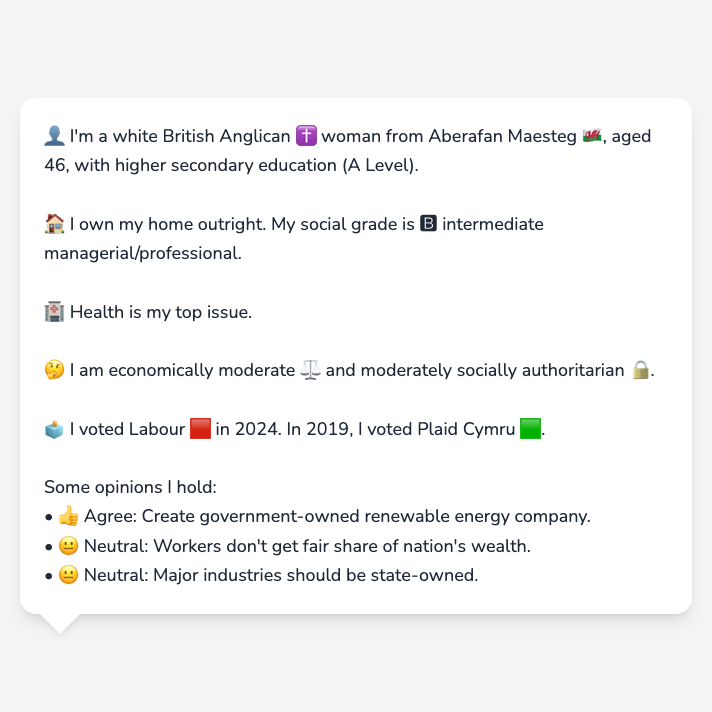 👤 I'm a white British Anglican ✝️ woman from Aberafan Maesteg 🏴󠁧󠁢󠁷󠁬󠁳󠁿, aged
46, with higher secondary education (A Level).
🏠 I own my home outright. My social grade is 🅱 intermediate
managerial/professional.
🏥 Health is my top issue.
🤔 I am economically moderate ⚖️ and moderately socially authoritarian 🔒.
🗳️ I voted Labour 🟥 in 2024. In 2019, I voted Plaid Cymru 🟩.
Some opinions I hold:
• 👍 Agree: Create government-owned renewable energy company.
• 😐 Neutral: Workers don't get fair share of nation's wealth.
• 😐 Neutral: Major industries should be state-owned.